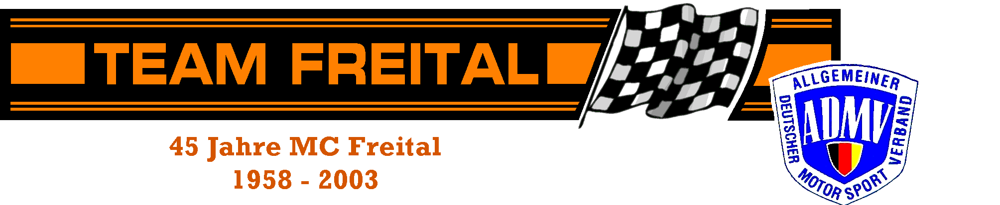 TEAM FREITAL
45 Jahre MC Freital
1958 - 2003
ALLGEMEINER
DEUTSCHER
MOTOR SPORT
VERBAND
ADMV